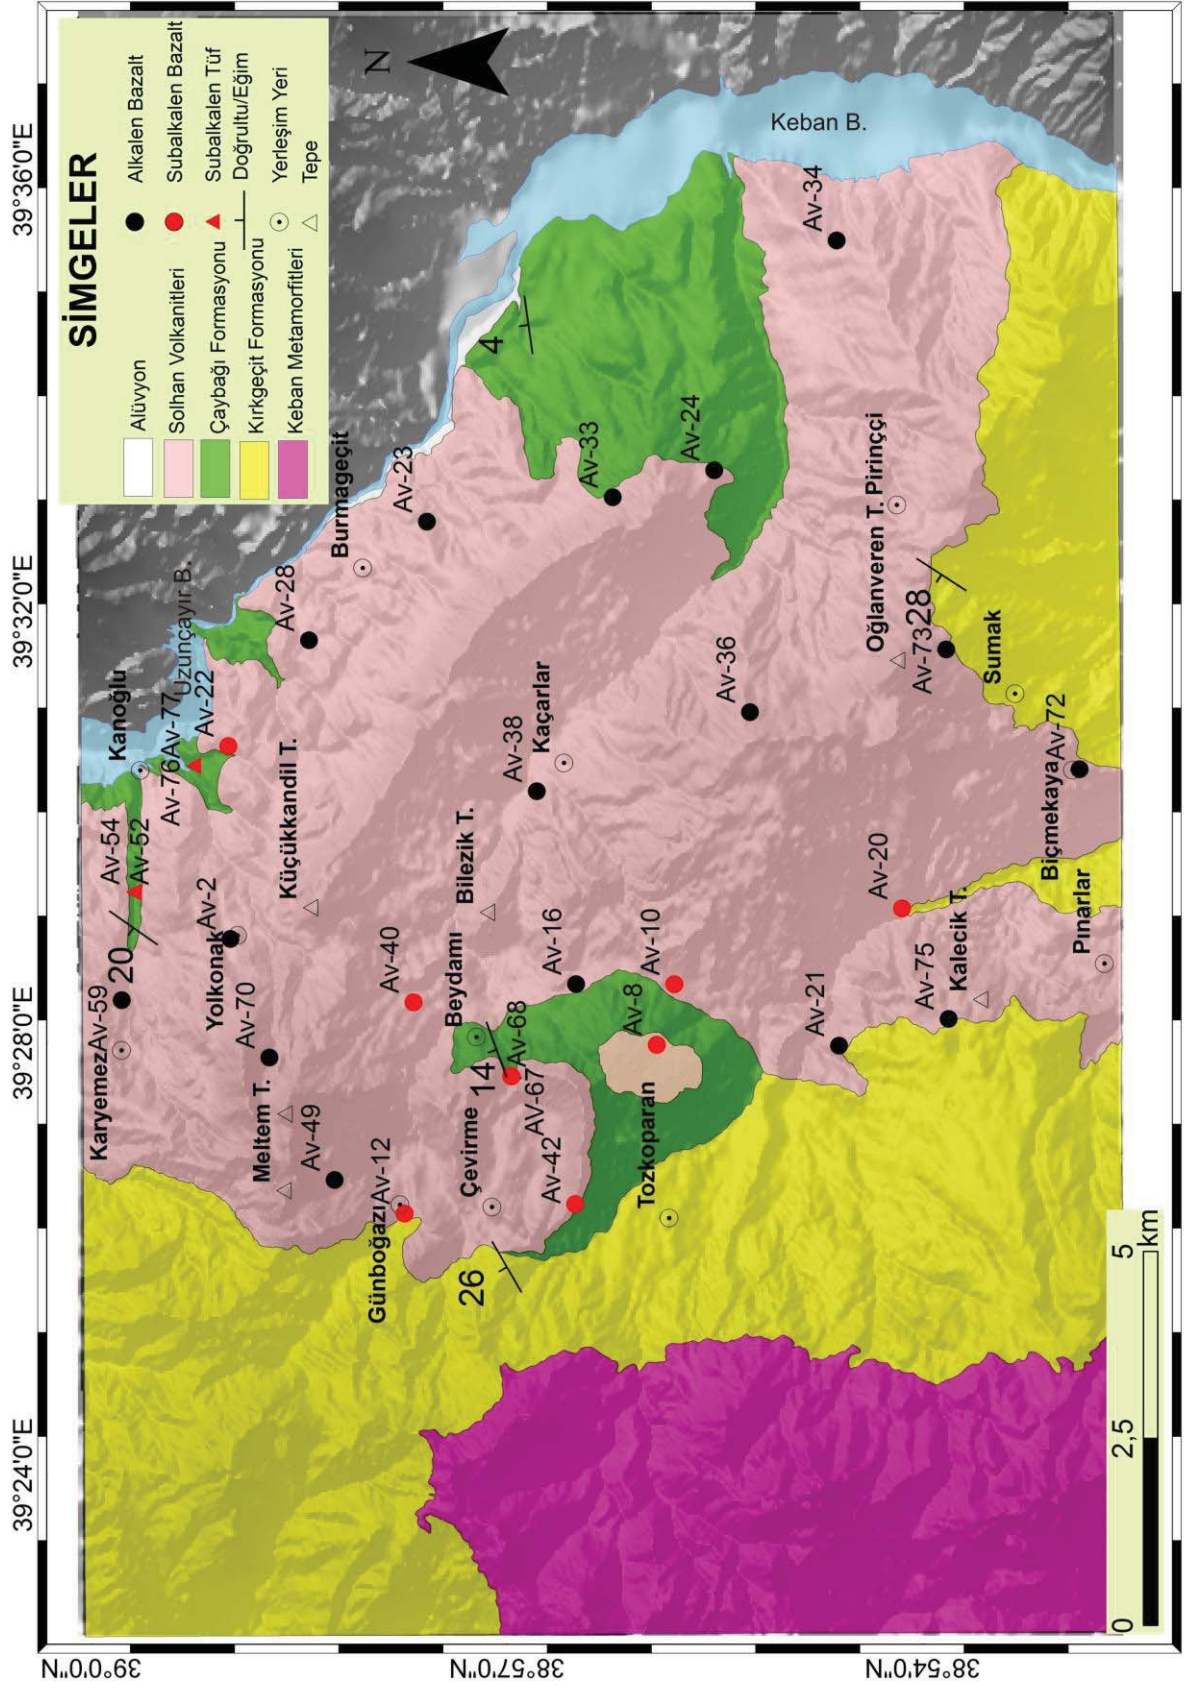 SİMGELER
Alüvyon
Solhan Volkanitleri
Çaybağı Formasyonu
Kırkgeçit Formasyonu
Keban Metamorfitleri
Alkalen Bazalt
Subalkalen Bazalt
Subalkalen Tüf
Doğrultu/Eğim
Yerleşim Yeri
Tepe
N
39°24'0"E
39°28'0"E
39°32'0"E
39°36'0"E
39°0'0"N
38°57'0"N
38°54'0"N
Karyemez
Av-59
20
Av-54
Av-52
Kanoğlu
Av-76
Av-77
Uzunçayır B.
Av-22
Yolkonak
Av-2
Av-70
Meltem T.
Küçükkandil T.
Av-28
Av-49
Burmageçit
Günboğazı
Av-12
Av-40
Av-23
Beydamı
Bilezik T.
Çevirme
14
26
4
Av-68
AV-67
Av-38
Kaçarlar
Av-42
Av-16
Av-33
Tozkoparan
Av-8
Av-10
Av-24
Av-36
Keban B.
Av-34
Av-21
Av-20
Oğlanveren T.
Pirinççi
Av-73
28
Av-75
Kalecik T.
Sumak
Biçmekaya
Av-72
Pınarlar
0
2,5
5
km